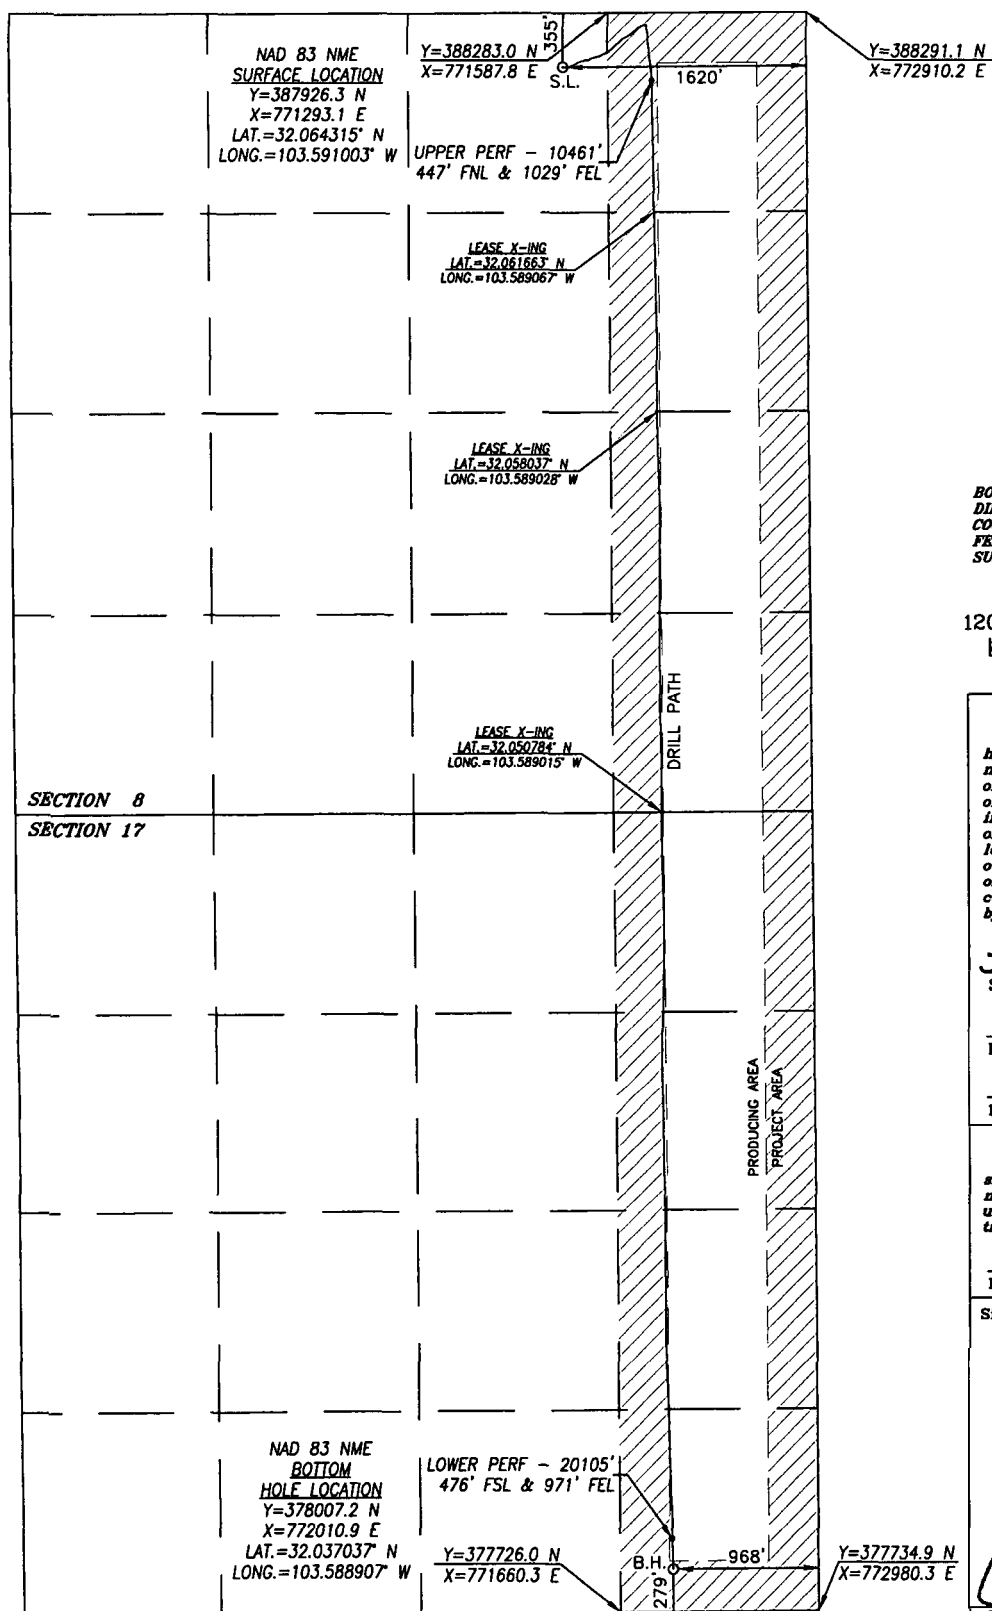 355'
NAD 83 NME
SURFACE LOCATION
Y=387926.3 N
X=771293.1 E
LAT.=32.064315° N
LONG.=103.591003° W
Y=388283.0 N
X=771587.8 E
S.L.
1620'
Y=388291.1 N
X=772910.2 E
UPPER PERF - 10461'
447' FNL & 1029' FEL
LEASE X-ING
LAT.=32.061663° N
LONG.=103.589067° W
LEASE X-ING
LAT.=32.058037° N
LONG.=103.589028° W
DRILL PATH
LEASE X-ING
LAT.=32.050784° N
LONG.=103.589015° W
SECTION 8
SECTION 17
PRODUCING AREA
PROJECT AREA
NAD 83 NME
BOTTOM
HOLE LOCATION
Y=378007.2 N
X=772010.9 E
LAT.=32.037037° N
LONG.=103.588907° W
LOWER PERF - 20105'
476' FSL & 971' FEL
Y=377726.0 N
X=771660.3 E
B.H.
968'
279'
Y=377734.9 N
X=772980.3 E